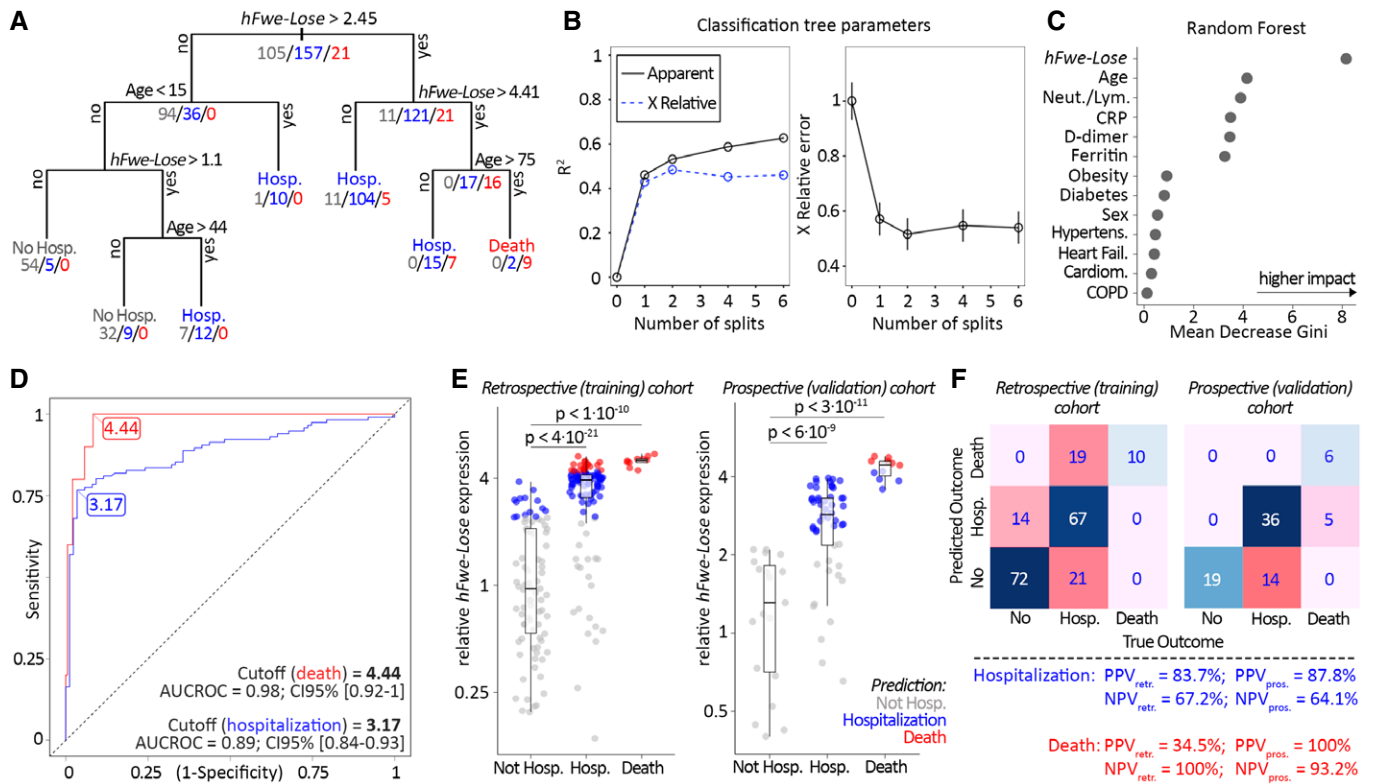 A
hFwe-Lose > 2.45
no
yes
105/157/21
Age < 15
no
yes
94/36/0
hFwe-Lose > 4.41
11/121/21
hFwe-Lose > 1.1
no
yes
Hosp.
1/10/0
Hosp.
11/104/5
Age > 75
0/17/16
no
yes
No Hosp.
54/5/0
Age > 44
no
yes
Hosp.
0/15/7
Death
0/2/9
No Hosp.
32/9/0
Hosp.
7/12/0
B
Classification tree parameters
R²
1
0.8
0.6
0.4
0.2
0
Apparent
X Relative
0 1 2 3 4 5 6
Number of splits
X Relative error
1
0.8
0.6
0.4
0 1 2 3 4 5 6
Number of splits
C
Random Forest
hFwe-Lose
Age
Neut./Lym.
CRP
D-dimer
Ferritin
Obesity
Diabetes
Sex
Hypertens.
Heart Fail.
Cardiom.
COPD
higher impact
0 2 4 6 8
Mean Decrease Gini
D
Sensitivity
1
0.75
0.25
0
4.44
3.17
Cutoff (death) = 4.44
AUCROC = 0.98; CI95% [0.92-1]
Cutoff (hospitalization) = 3.17
AUCROC = 0.89; CI95% [0.84-0.93]
0 0.25 (1-Specificity) 0.75 1
E
Retrospective (training) cohort
p < 1·10⁻¹⁰
p < 4·10⁻²¹
relative hFwe-Lose expression
4
1
0.25
Not Hosp. Hosp. Death
Prospective (validation) cohort
p < 3·10⁻¹¹
p < 6·10⁻⁹
relative hFwe-Lose expression
4
2
1
0.5
Prediction:
Not Hosp.
Hospitalization
Death
Not Hosp. Hosp. Death
F
Retrospective (training) cohort
Prospective (validation) cohort
Predicted Outcome
Death
Hosp.
No
0 19 10
14 67 0
72 21 0
0 0 6
0 36 5
19 14 0
No Hosp. Death
No Hosp. Death
True Outcome
Hospitalization: PPVretr. = 83.7%; PPVpros. = 87.8%
NPVretr. = 67.2%; NPVpros. = 64.1%
Death: PPVretr. = 34.5%; PPVpros. = 100%
NPVretr. = 100%; NPVpros. = 93.2%